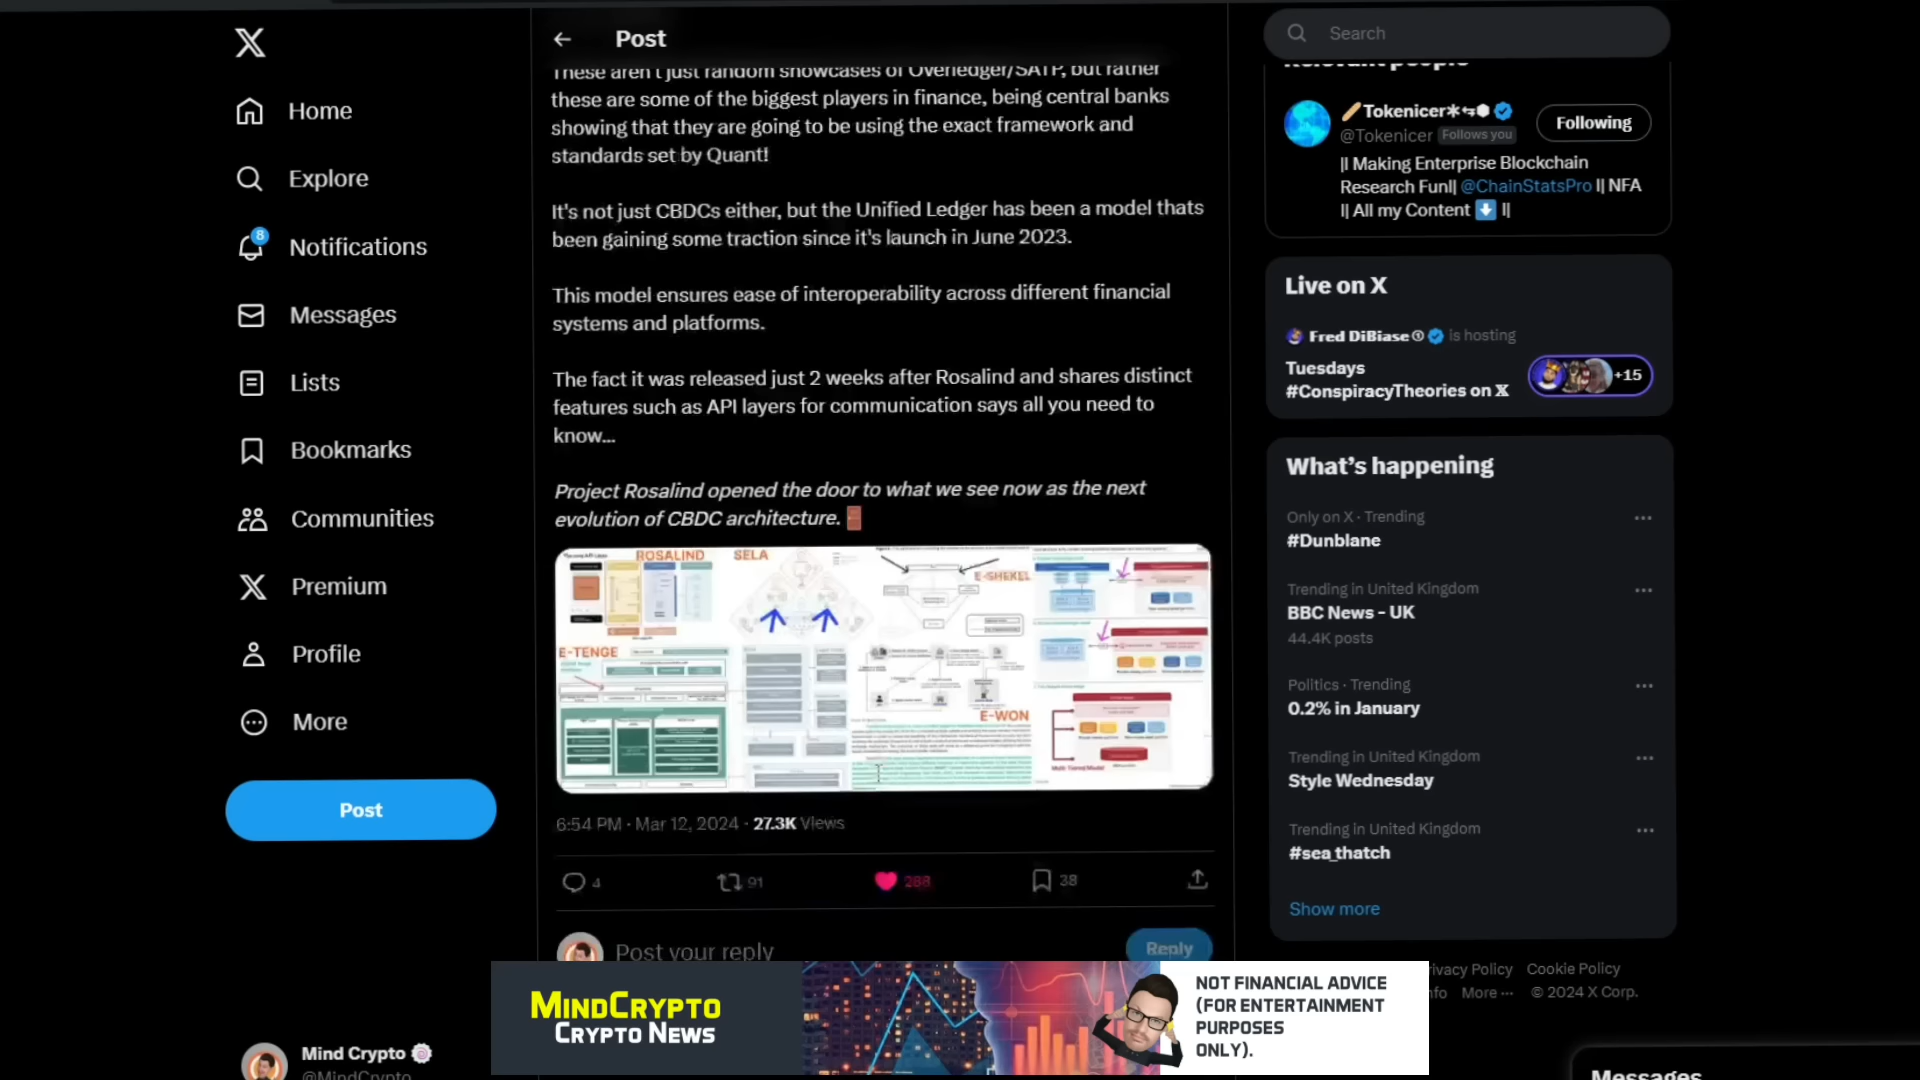 Home
Explore
8
Notifications
Messages
Lists
Bookmarks
Communities
Premium
Profile
More
Post
Mind Crypto
@MindCrypto
Post
These aren't just random showcases of Overledger/SATP, but rather
these are some of the biggest players in finance, being central banks
showing that they are going to be using the exact framework and
standards set by Quant!
It's not just CBDCs either, but the Unified Ledger has been a model thats
been gaining some traction since it's launch in June 2023.
This model ensures ease of interoperability across different financial
systems and platforms.
The fact it was released just 2 weeks after Rosalind and shares distinct
features such as API layers for communication says all you need to
know...
Project Rosalind opened the door to what we see now as the next
evolution of CBDC architecture.
ROSALIND
SELA
E-SHEKEL
E-TENGE
E-WON
6:54 PM · Mar 12, 2024 · 27.3K Views
4
91
288
38
Post your reply
Reply
Search
Relevant people
Tokenicer
@Tokenicer Follows you
Following
|| Making Enterprise Blockchain
Research Fun|| @ChainStatsPro || NFA
|| All my Content ||
Live on X
Fred DiBiase is hosting
Tuesdays
#ConspiracyTheories on X
+15
What's happening
Only on X · Trending
#Dunblane
Trending in United Kingdom
BBC News - UK
44.4K posts
Politics · Trending
0.2% in January
Trending in United Kingdom
Style Wednesday
Trending in United Kingdom
#sea_thatch
Show more
rivacy Policy Cookie Policy
nfo More ··· © 2024 X Corp.
Messages
MINDCRYPTO
CRYPTO NEWS
NOT FINANCIAL ADVICE
(FOR ENTERTAINMENT
PURPOSES
ONLY).